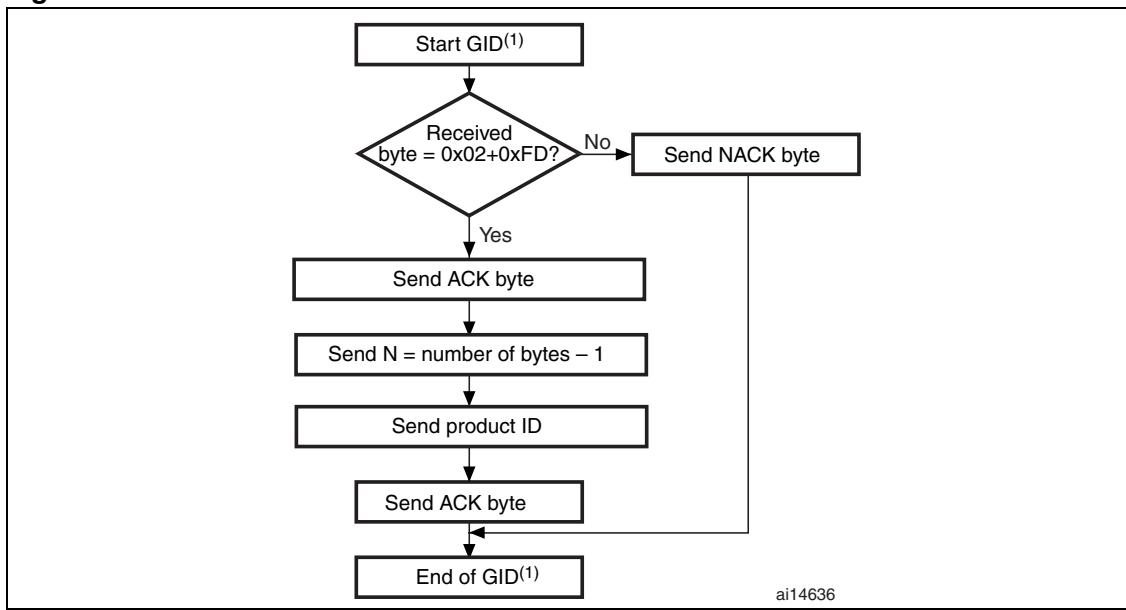 Start GID(1)
Received
byte = 0x02+0xFD?
No
Send NACK byte
Yes
Send ACK byte
Send N = number of bytes – 1
Send product ID
Send ACK byte
End of GID(1)
ai14636